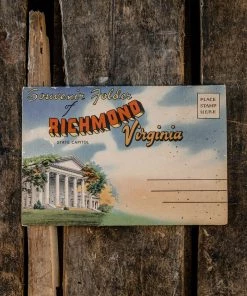 Souvenir Folder
of
RICHMOND
Virginia
STATE CAPITOL
PLACE
STAMP
HERE